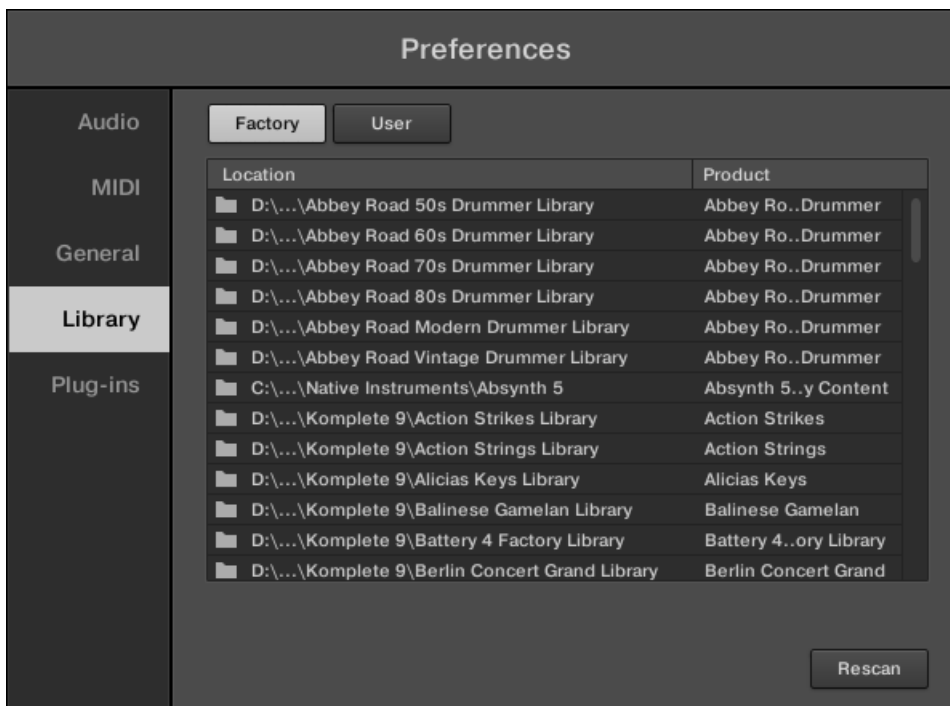 Preferences
Audio
MIDI
General
Library
Plug-ins
Factory User
Location Product
D:\...\Abbey Road 50s Drummer Library Abbey Ro..Drummer
D:\...\Abbey Road 60s Drummer Library Abbey Ro..Drummer
D:\...\Abbey Road 70s Drummer Library Abbey Ro..Drummer
D:\...\Abbey Road 80s Drummer Library Abbey Ro..Drummer
D:\...\Abbey Road Modern Drummer Library Abbey Ro..Drummer
D:\...\Abbey Road Vintage Drummer Library Abbey Ro..Drummer
C:\...\Native Instruments\Absynth 5 Absynth 5..y Content
D:\...\Komplete 9\Action Strikes Library Action Strikes
D:\...\Komplete 9\Action Strings Library Action Strings
D:\...\Komplete 9\Alicias Keys Library Alicias Keys
D:\...\Komplete 9\Balinese Gamelan Library Balinese Gamelan
D:\...\Komplete 9\Battery 4 Factory Library Battery 4..ory Library
D:\...\Komplete 9\Berlin Concert Grand Library Berlin Concert Grand
Rescan